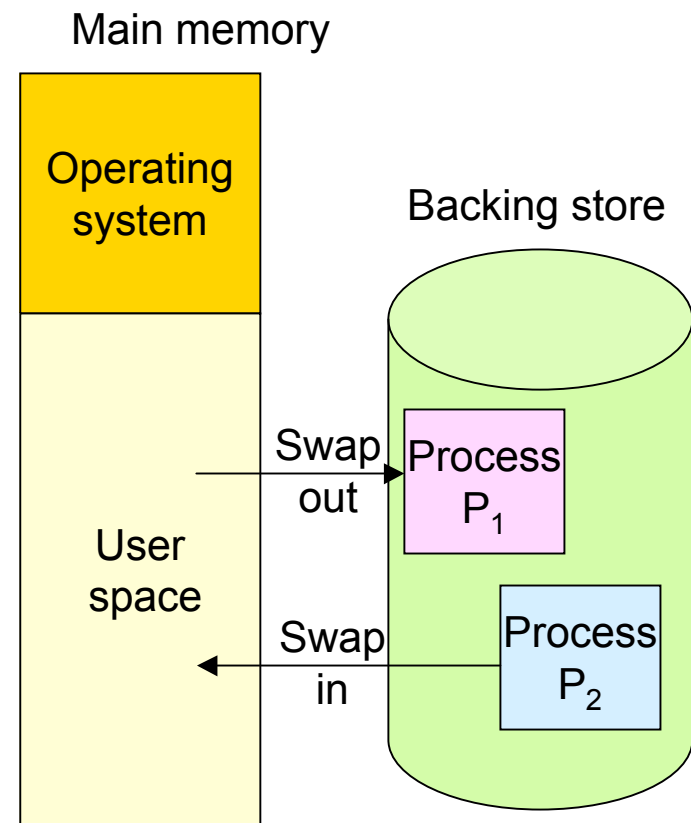 Main memory
Operating
system
Backing store
Swap
out
Process
P₁
User
space
Swap
in
Process
P₂